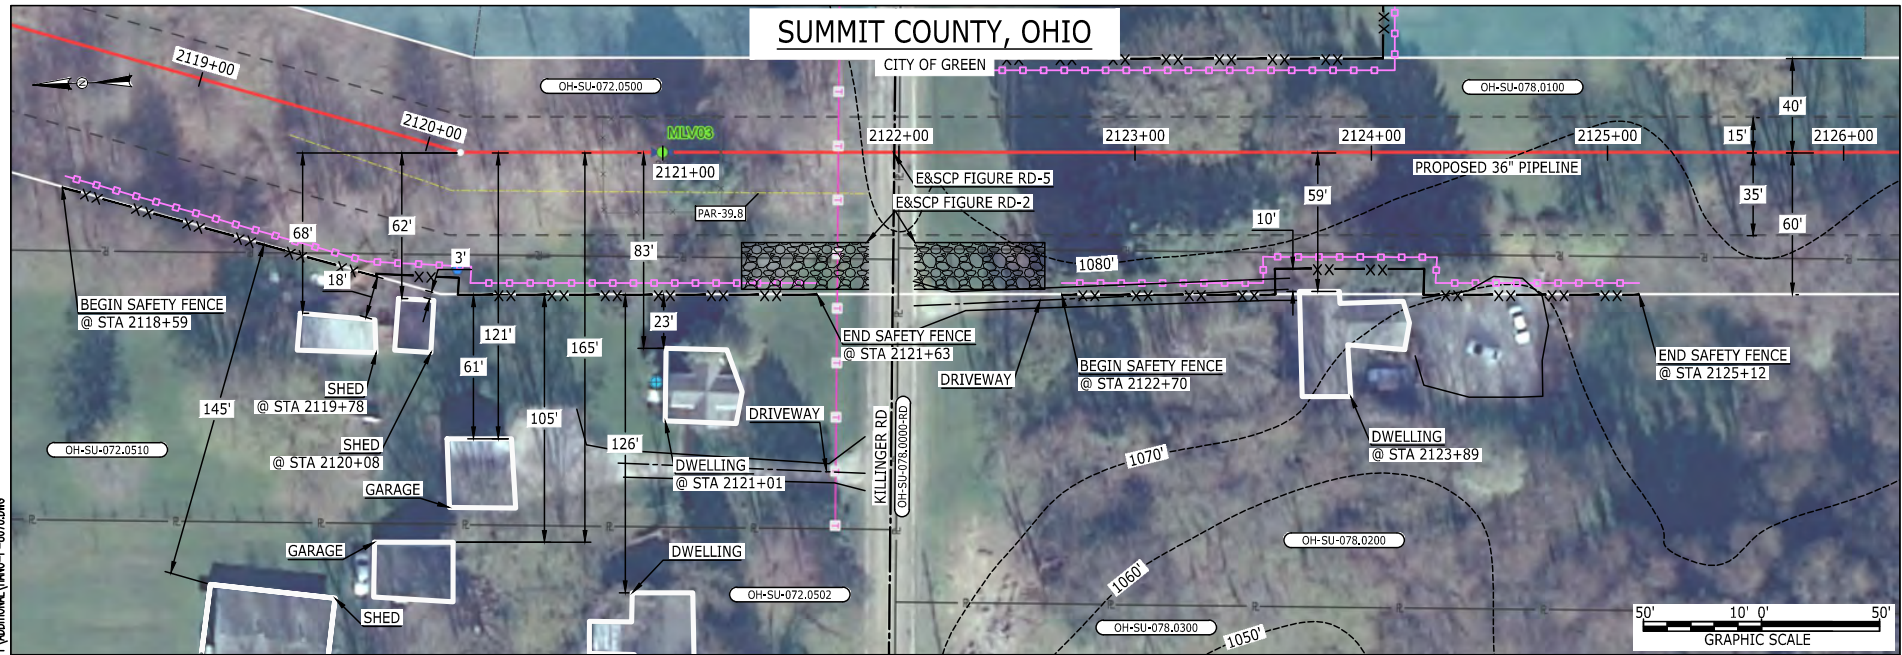 SUMMIT COUNTY, OHIO
CITY OF GREEN
2119+00
N
OH-SU-072.0500
OH-SU-078.0100
2120+00
MLV03
2121+00
2122+00
2123+00
2124+00
2125+00
2126+00
40'
15'
PROPOSED 36" PIPELINE
E&SCP FIGURE RD-5
E&SCP FIGURE RD-2
PAR-39.8
68'
62'
83'
59'
10'
35'
60'
3'
18'
1080'
BEGIN SAFETY FENCE
@ STA 2118+59
121'
165'
23'
61'
END SAFETY FENCE
@ STA 2121+63
DRIVEWAY
BEGIN SAFETY FENCE
@ STA 2122+70
END SAFETY FENCE
@ STA 2125+12
SHED
@ STA 2119+78
145'
105'
126'
DRIVEWAY
SHED
@ STA 2120+08
OH-SU-072.0510
DWELLING
@ STA 2121+01
KILLINGER RD
OH-SU-078.0000-RD
DWELLING
@ STA 2123+89
1070'
GARAGE
GARAGE
DWELLING
OH-SU-078.0200
1060'
OH-SU-072.0502
SHED
OH-SU-078.0300
1050'
50' 10' 0' 50'
GRAPHIC SCALE